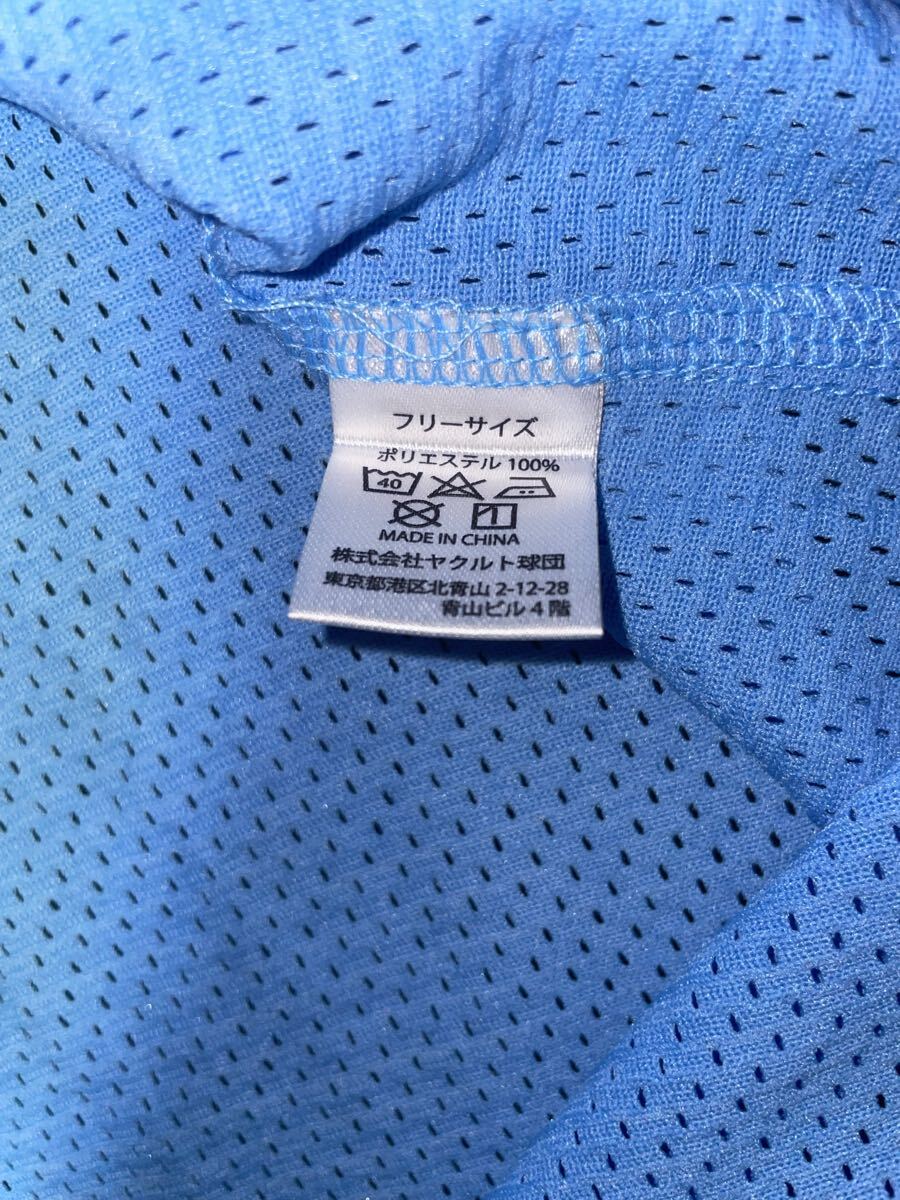 フリーサイズ
ポリエステル 100%
40
MADE IN CHINA
株式会社ヤクルト球団
東京都港区北青山 2-12-28
青山ビル 4 階